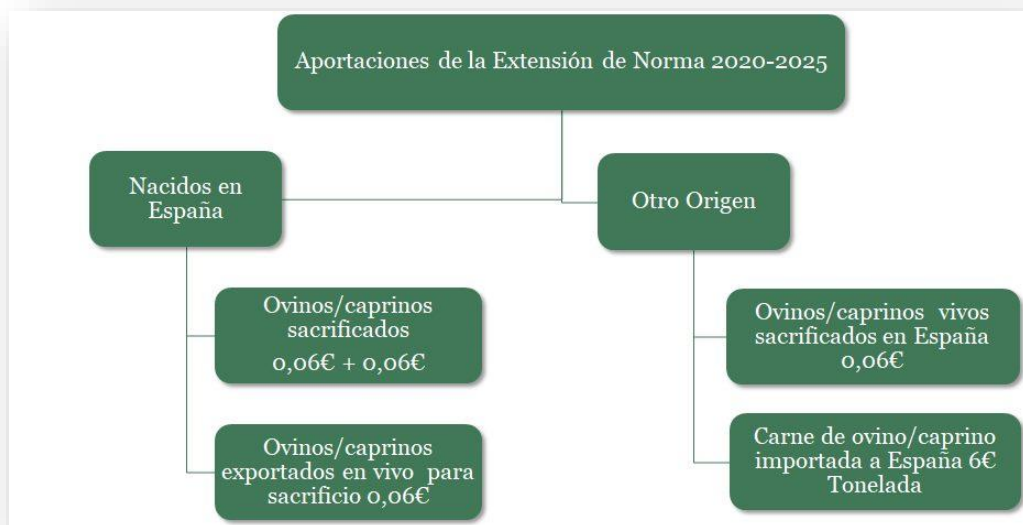 Aportaciones de la Extensión de Norma 2020-2025
Nacidos en
España
Otro Origen
Ovinos/caprinos
sacrificados
0,06€ + 0,06€
Ovinos/caprinos vivos
sacrificados en España
0,06€
Ovinos/caprinos
exportados en vivo para
sacrificio 0,06€
Carne de ovino/caprino
importada a España 6€
Tonelada